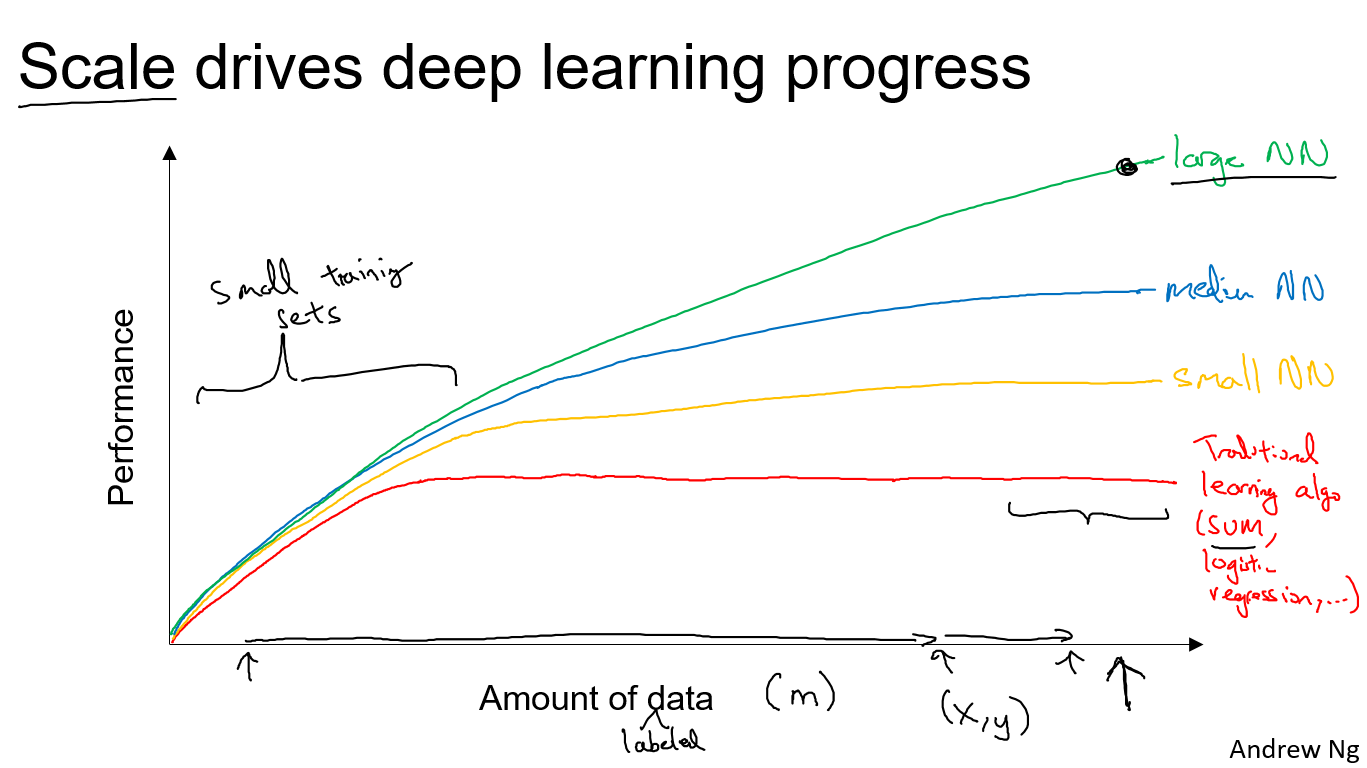 Scale drives deep learning progress
large NN
small training
sets
medium NN
small NN
Performance
Traditional
learning algo
(SVM,
logistic
regression,...)
Amount of data (m)
labeled
(x,y)
Andrew Ng